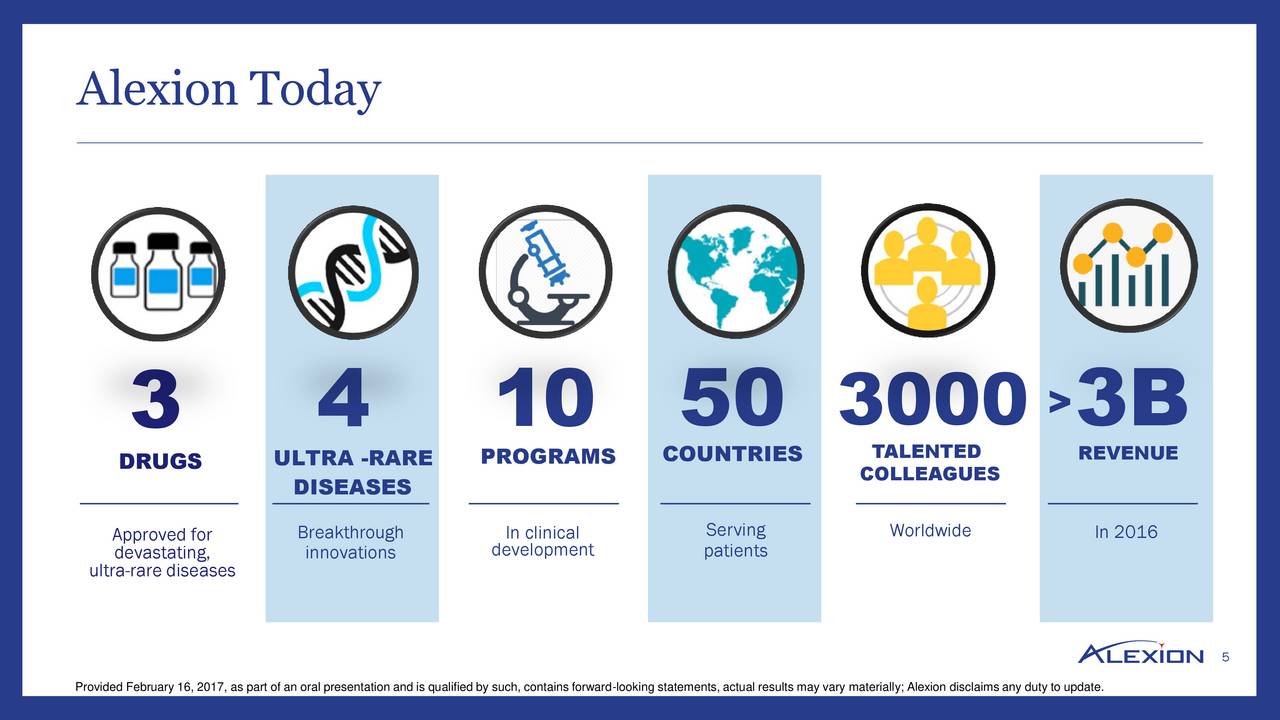 Alexion Today
3
DRUGS
Approved for
devastating,
ultra-rare diseases
4
ULTRA -RARE
DISEASES
Breakthrough
innovations
10
PROGRAMS
In clinical
development
50
COUNTRIES
Serving
patients
3000
TALENTED
COLLEAGUES
Worldwide
>3B
REVENUE
In 2016
ALEXION
5
Provided February 16, 2017, as part of an oral presentation and is qualified by such, contains forward-looking statements, actual results may vary materially; Alexion disclaims any duty to update.